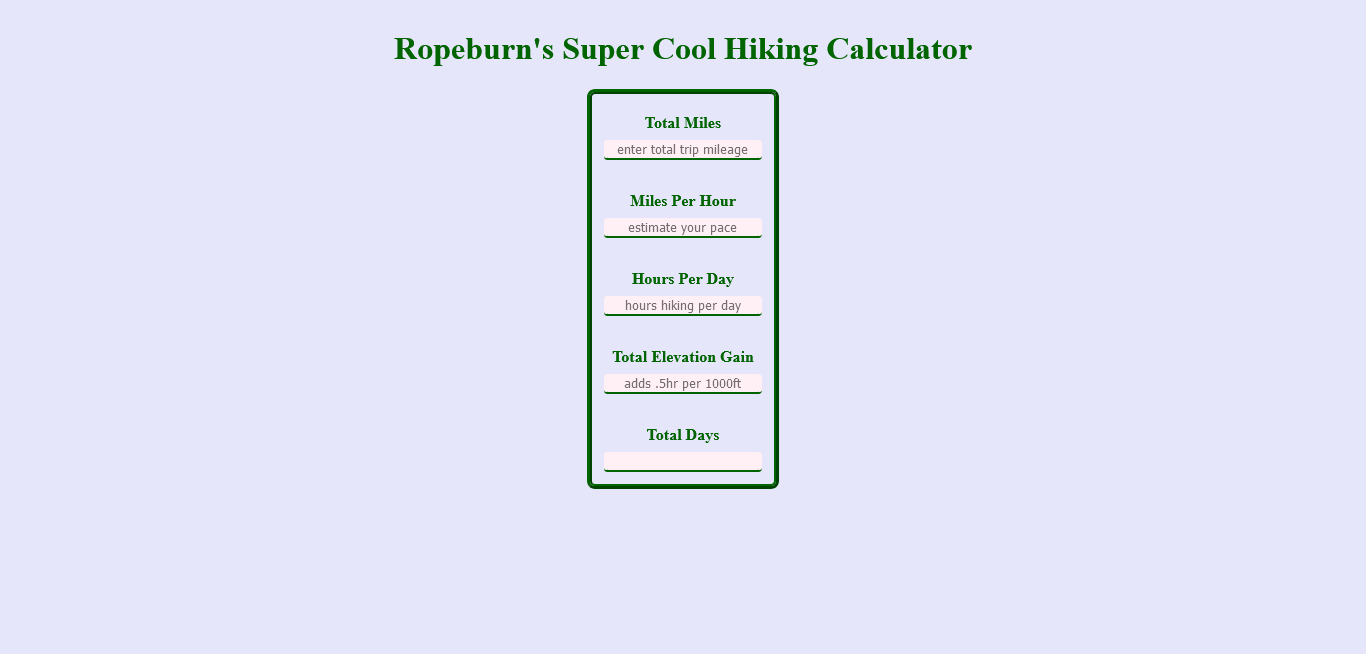 Ropeburn's Super Cool Hiking Calculator
Total Miles
enter total trip mileage
Miles Per Hour
estimate your pace
Hours Per Day
hours hiking per day
Total Elevation Gain
adds .5hr per 1000ft
Total Days